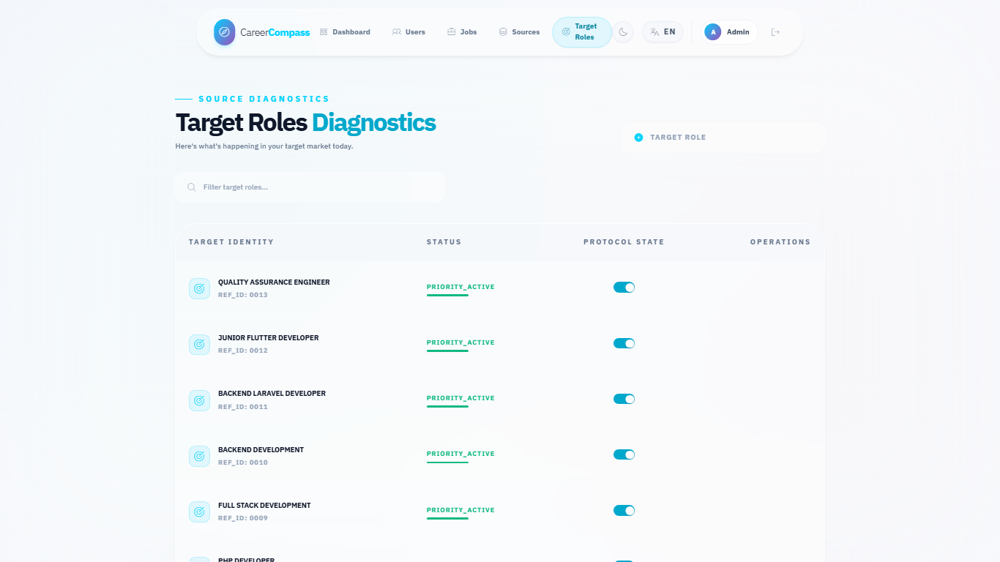 CareerCompass
Dashboard
Users
Jobs
Sources
Target
Roles
EN
A
Admin
SOURCE DIAGNOSTICS
Target Roles Diagnostics
Here's what's happening in your target market today.
TARGET ROLE
Filter target roles...
TARGET IDENTITY STATUS PROTOCOL STATE OPERATIONS
QUALITY ASSURANCE ENGINEER
REF_ID: 0013
PRIORITY_ACTIVE
JUNIOR FLUTTER DEVELOPER
REF_ID: 0012
PRIORITY_ACTIVE
BACKEND LARAVEL DEVELOPER
REF_ID: 0011
PRIORITY_ACTIVE
BACKEND DEVELOPMENT
REF_ID: 0010
PRIORITY_ACTIVE
FULL STACK DEVELOPMENT
REF_ID: 0009
PRIORITY_ACTIVE
PHP DEVELOPER